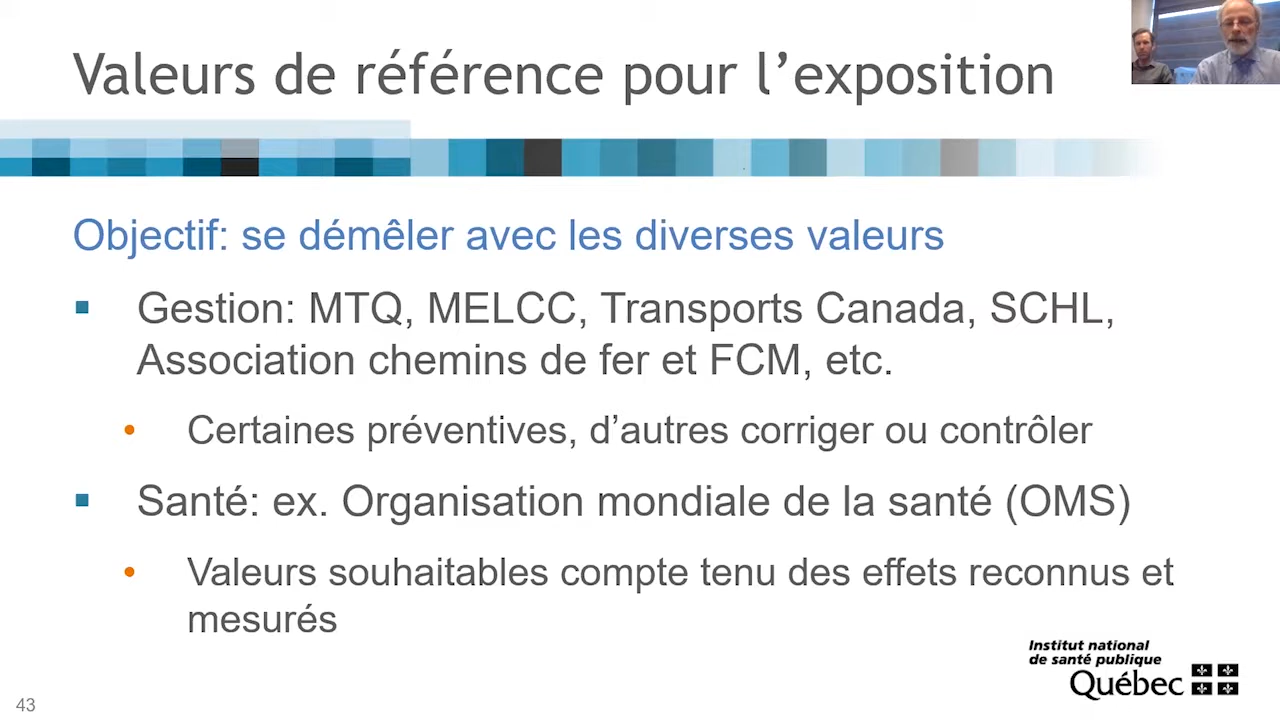 Valeurs de référence pour l’exposition
Objectif: se démêler avec les diverses valeurs
Gestion: MTQ, MELCC, Transports Canada, SCHL,
Association chemins de fer et FCM, etc.
Certaines préventives, d’autres corriger ou contrôler
Santé: ex. Organisation mondiale de la santé (OMS)
Valeurs souhaitables compte tenu des effets reconnus et
mesurés
Institut national
de santé publique
Québec
43